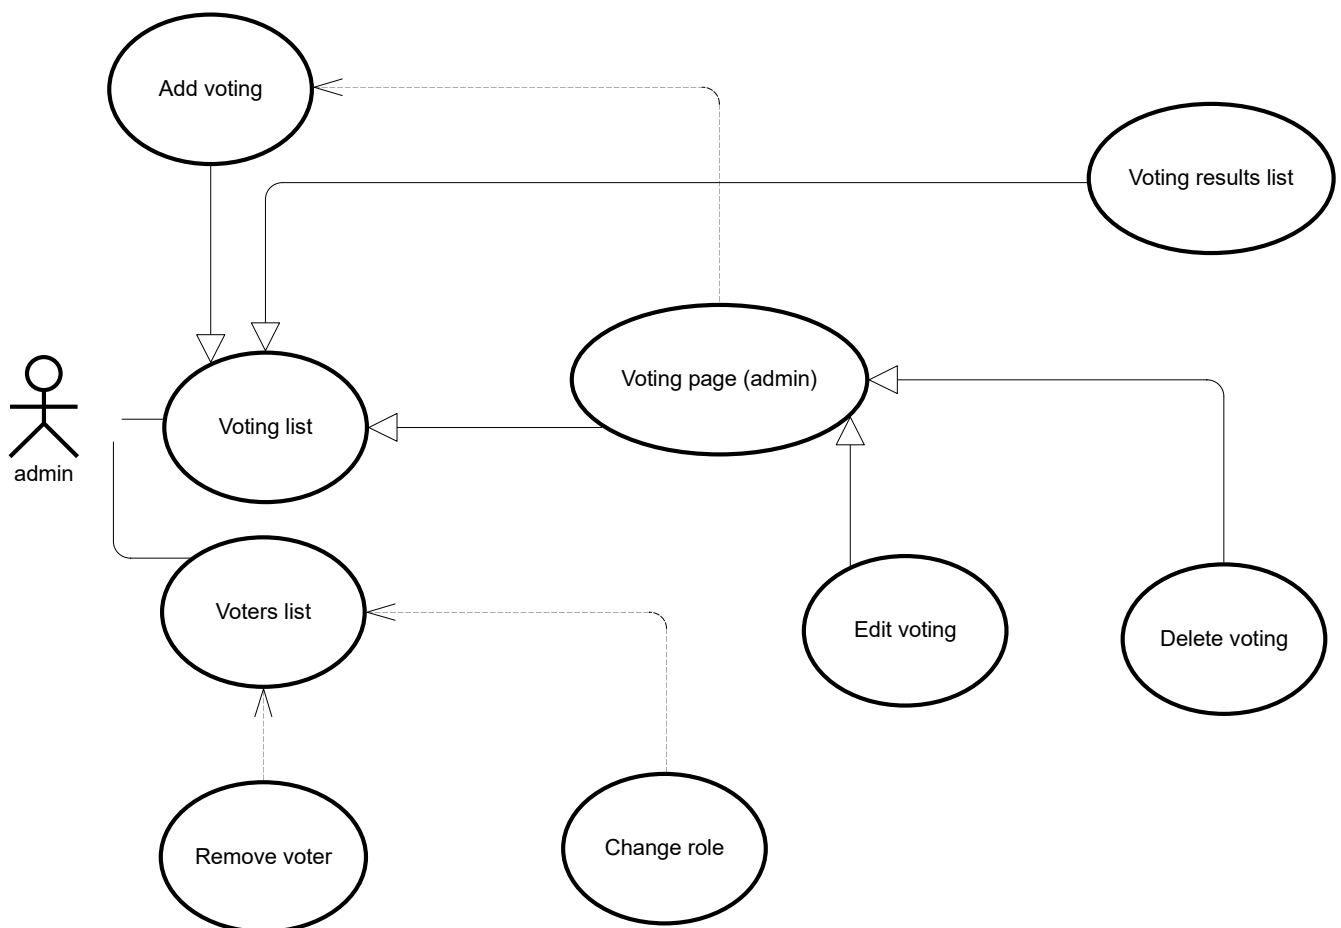 Add voting
Voting results list
Voting page (admin)
Voting list
admin
Voters list
Edit voting
Delete voting
Remove voter
Change role